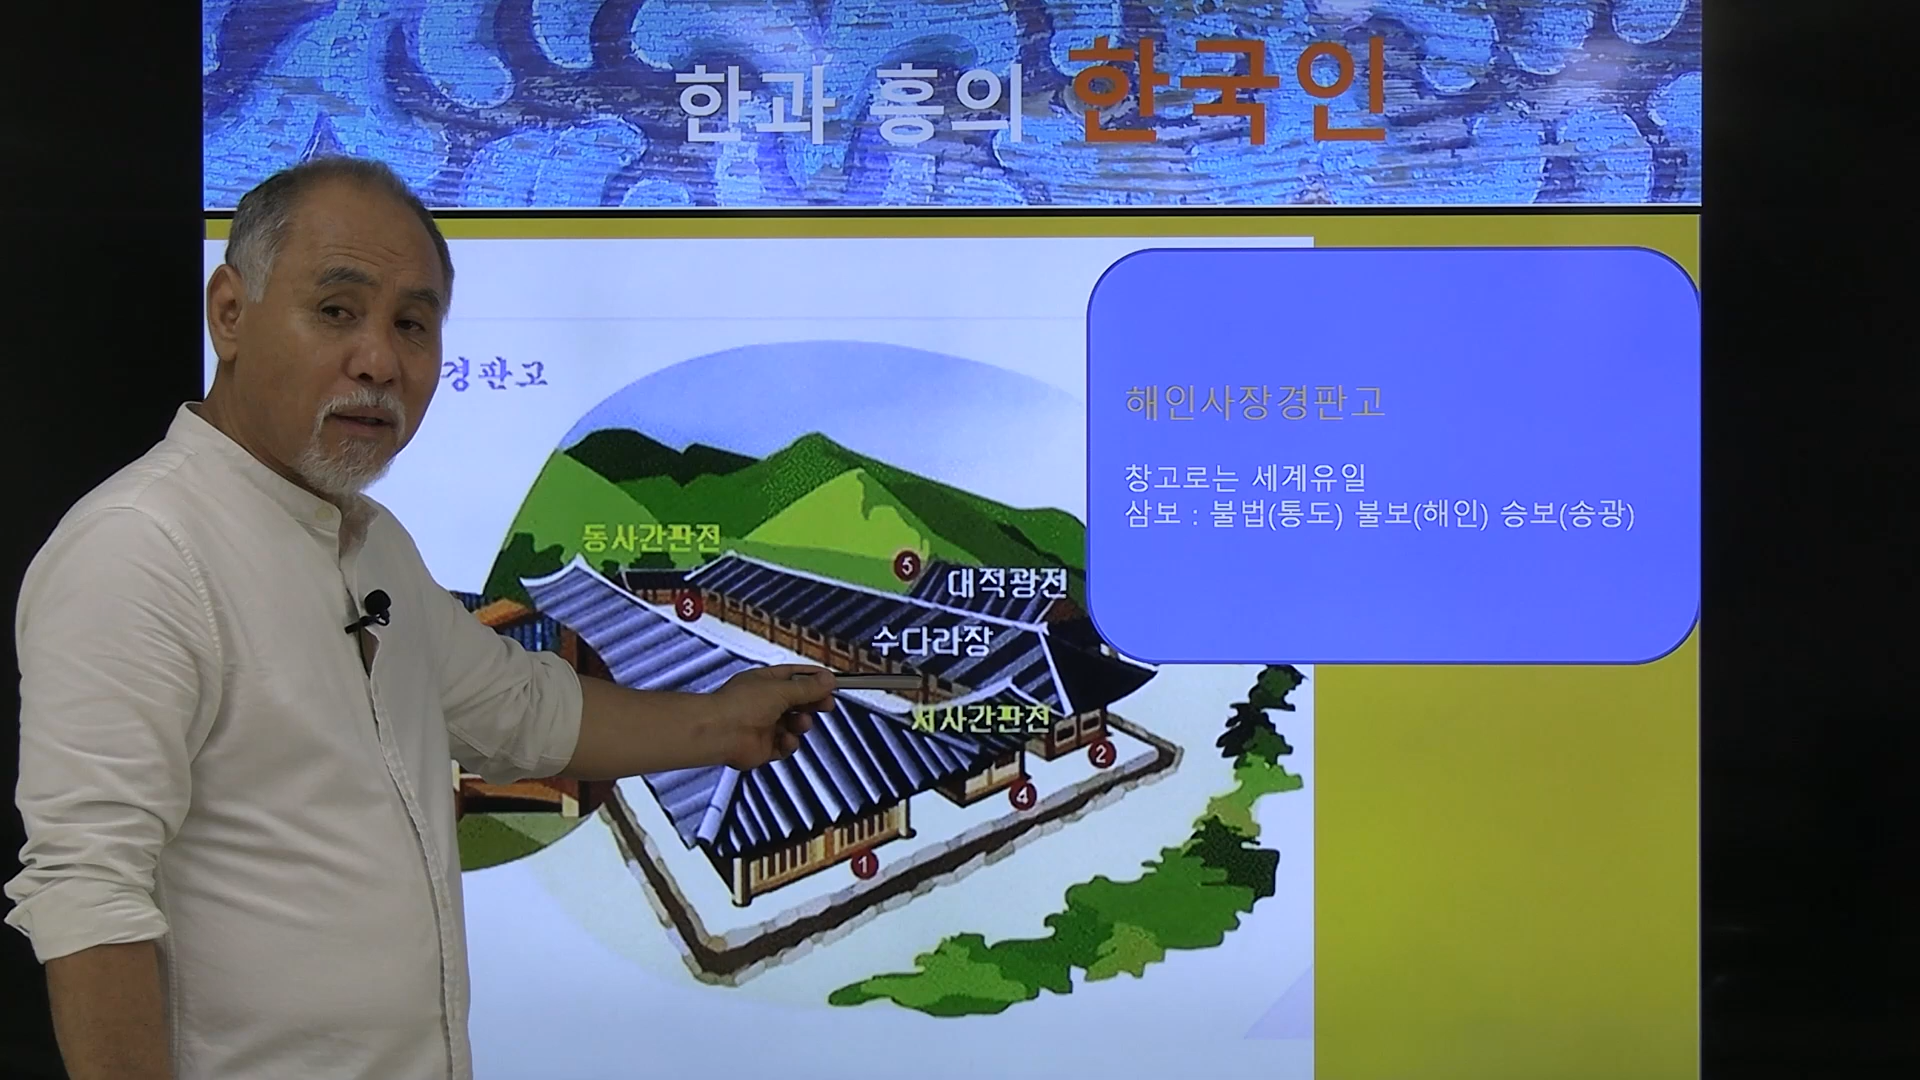 한과 흥의 한국인
경판고
해인사장경판고
창고로는 세계유일
삼보 : 불법(통도) 불보(해인) 승보(송광)
동사간판전
5
대적광전
3
수다라장
서사간판전
2
4
1